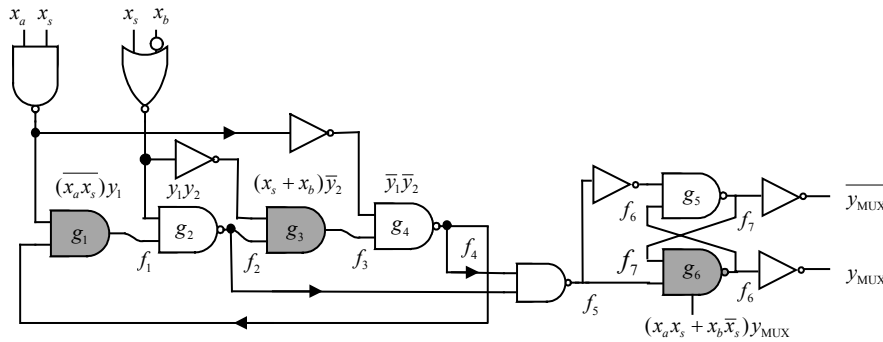 x_a x_s x_s x_b
(\overline{x_a x_s})y_1 y_1y_2 (x_s + x_b)\overline{y}_2 \overline{y}_1\overline{y}_2
g_1 g_2 g_3 g_4 g_5 g_6
f_1 f_2 f_3 f_4 f_5
f_6 f_7
f_7 f_6
\overline{y_{MUX}}
y_{MUX}
(x_a x_s + x_b \overline{x}_s)y_{MUX}